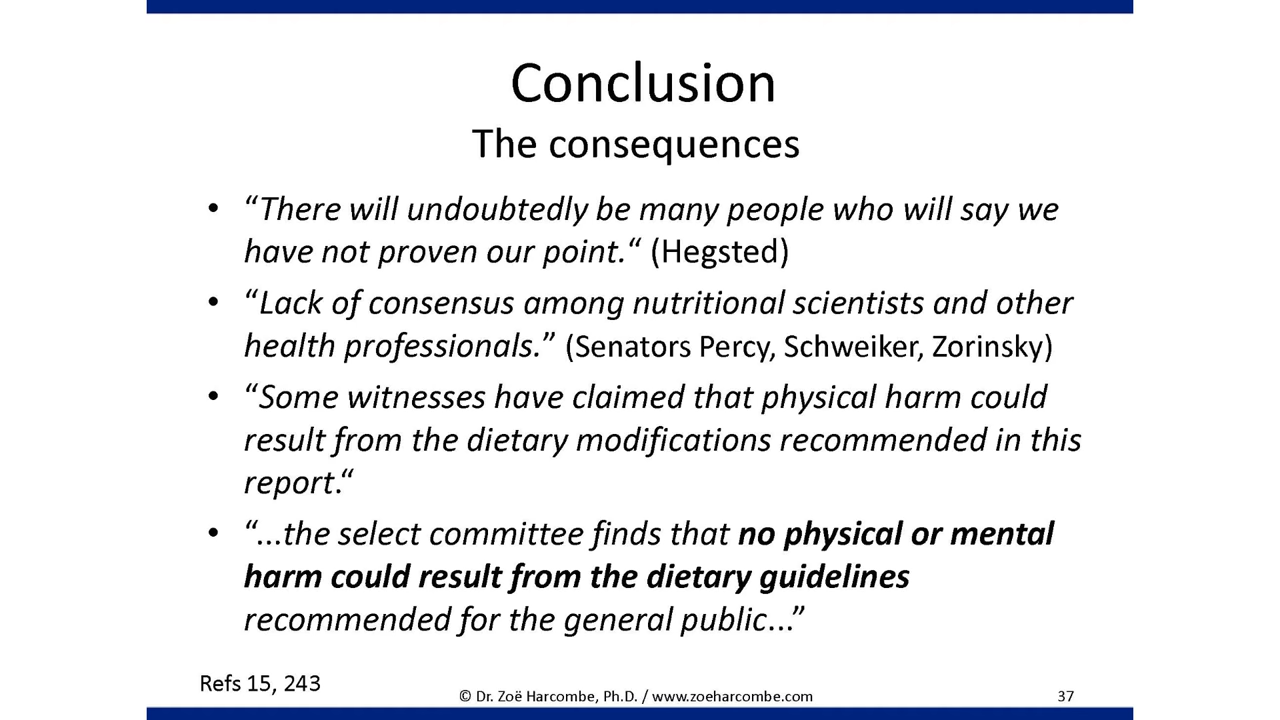 Conclusion
The consequences
• “There will undoubtedly be many people who will say we
have not proven our point.“ (Hegsted)
• “Lack of consensus among nutritional scientists and other
health professionals.” (Senators Percy, Schweiker, Zorinsky)
• “Some witnesses have claimed that physical harm could
result from the dietary modifications recommended in this
report.“
• “...the select committee finds that no physical or mental
harm could result from the dietary guidelines
recommended for the general public...”
Refs 15, 243
© Dr. Zoë Harcombe, Ph.D. / www.zoeharcombe.com
37